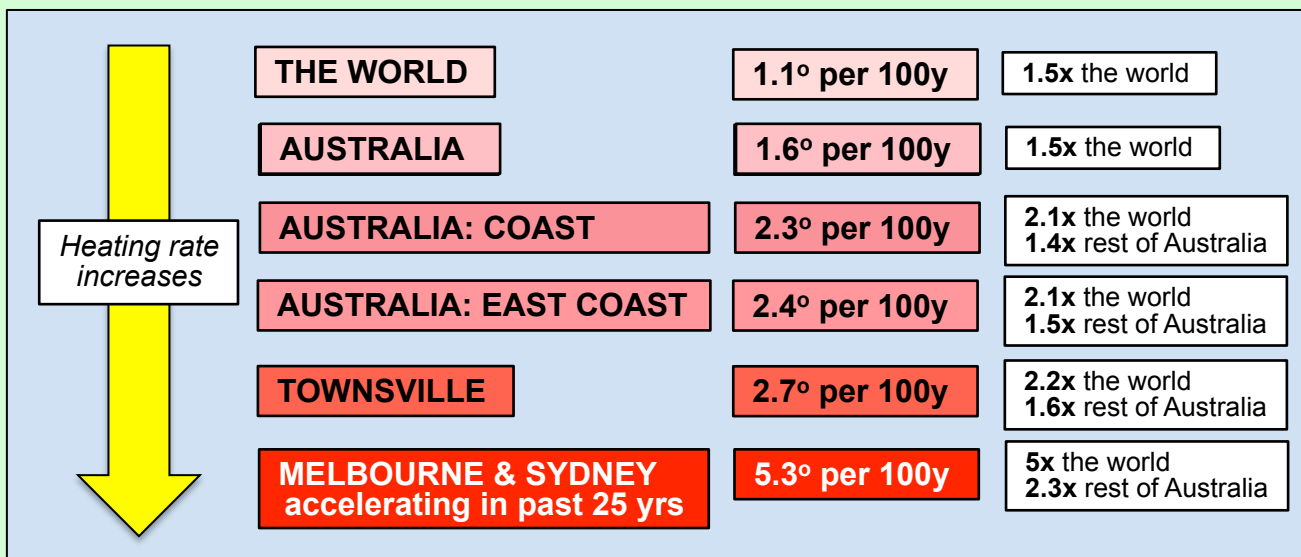 THE WORLD
1.1º per 100y
1.5x the world
AUSTRALIA
1.6º per 100y
1.5x the world
AUSTRALIA: COAST
2.3º per 100y
2.1x the world
1.4x rest of Australia
Heating rate
increases
AUSTRALIA: EAST COAST
2.4º per 100y
2.1x the world
1.5x rest of Australia
TOWNSVILLE
2.7º per 100y
2.2x the world
1.6x rest of Australia
MELBOURNE & SYDNEY
accelerating in past 25 yrs
5.3º per 100y
5x the world
2.3x rest of Australia